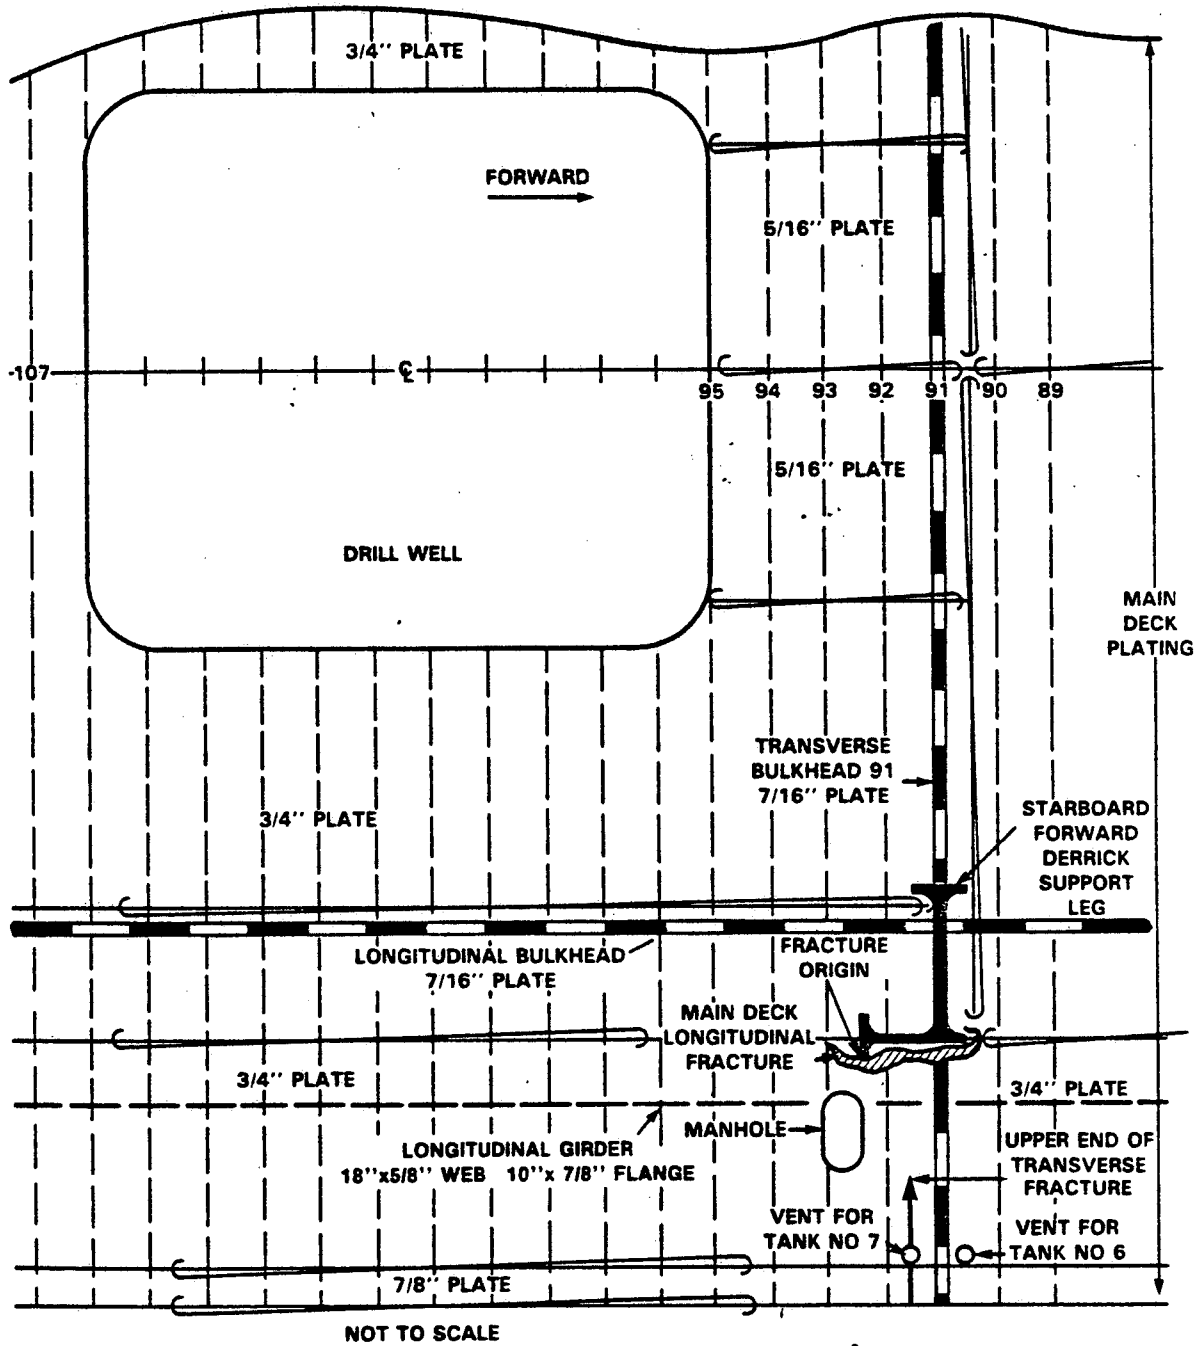 3/4" PLATE
FORWARD
5/16" PLATE
-107
℄
95 94 93 92 91 90 89
5/16" PLATE
DRILL WELL
MAIN
DECK
PLATING
TRANSVERSE
BULKHEAD 91
7/16" PLATE
3/4" PLATE
STARBOARD
FORWARD
DERRICK
SUPPORT
LEG
LONGITUDINAL BULKHEAD
7/16" PLATE
FRACTURE
ORIGIN
MAIN DECK
LONGITUDINAL
FRACTURE
3/4" PLATE
3/4" PLATE
MANHOLE
LONGITUDINAL GIRDER
18"x5/8" WEB 10"x 7/8" FLANGE
UPPER END OF
TRANSVERSE
FRACTURE
VENT FOR
TANK NO 7
VENT FOR
TANK NO 6
7/8" PLATE
NOT TO SCALE